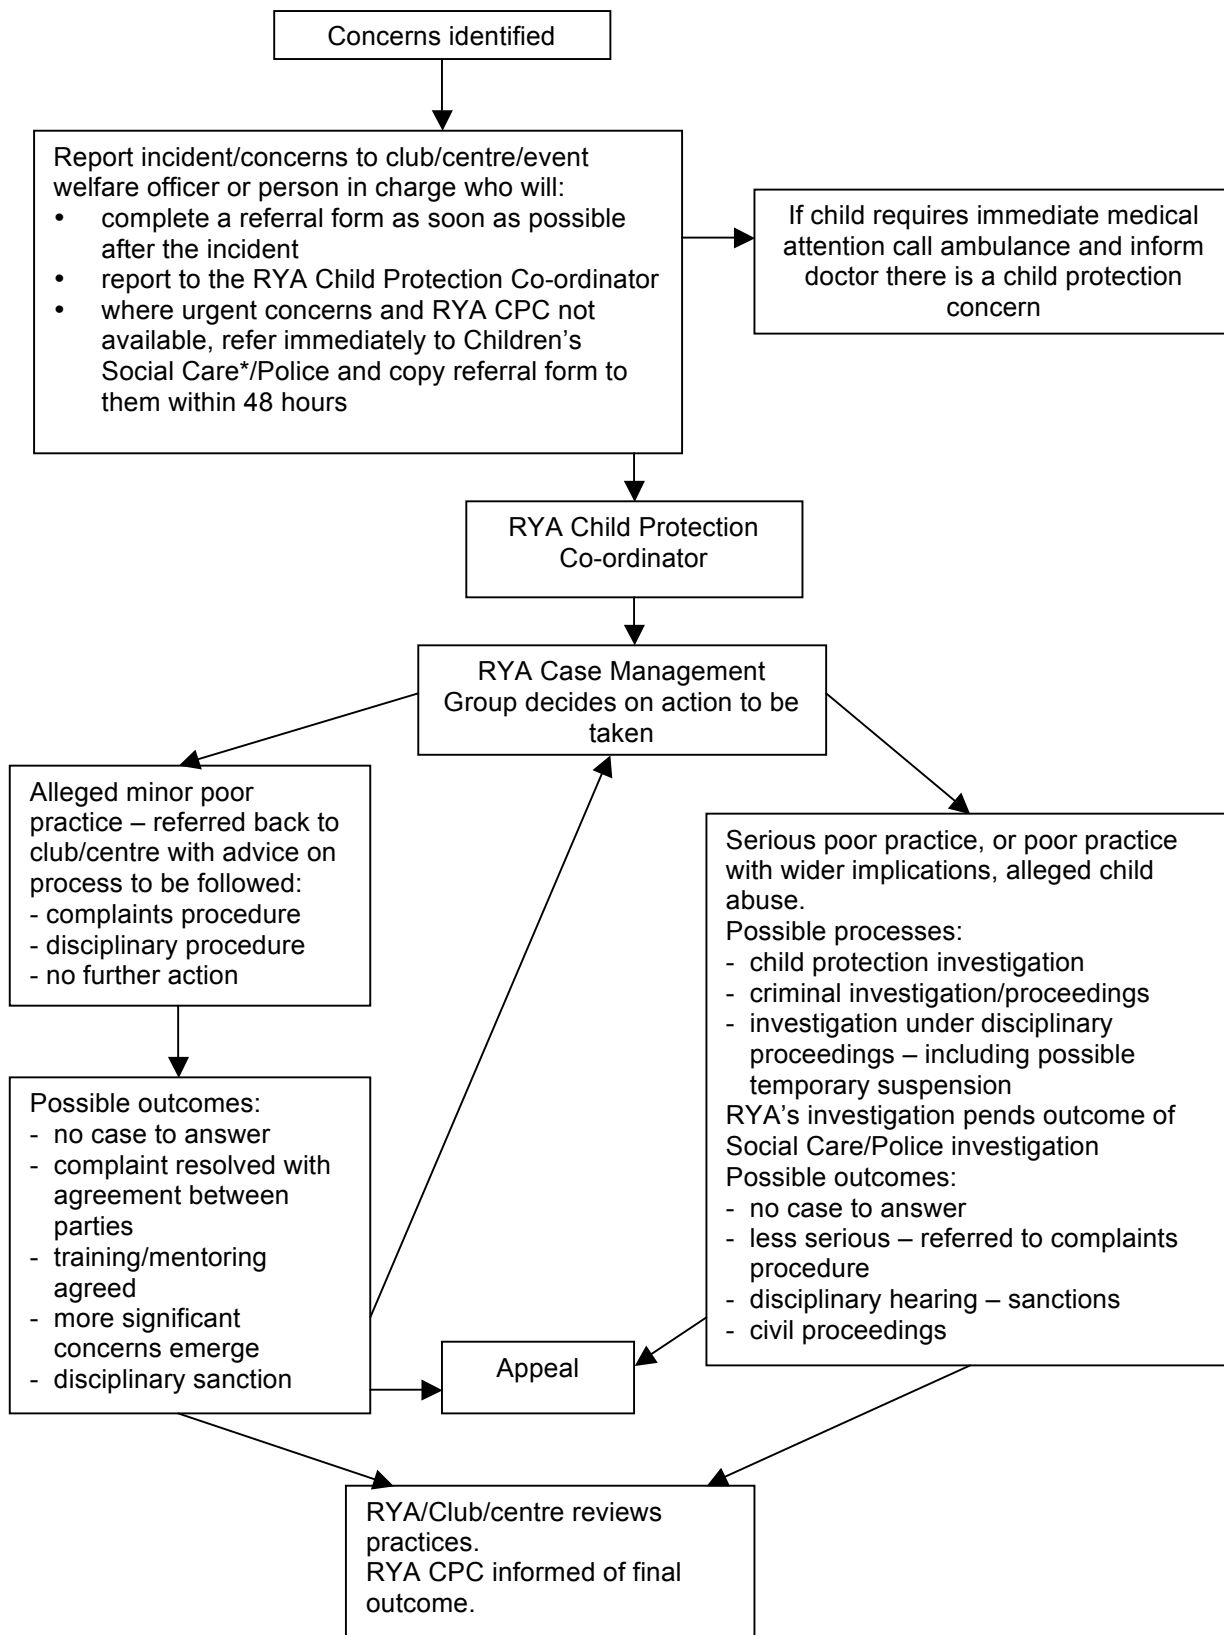 Concerns identified
Report incident/concerns to club/centre/event
welfare officer or person in charge who will:
• complete a referral form as soon as possible
after the incident
• report to the RYA Child Protection Co-ordinator
• where urgent concerns and RYA CPC not
available, refer immediately to Children’s
Social Care*/Police and copy referral form to
them within 48 hours
If child requires immediate medical
attention call ambulance and inform
doctor there is a child protection
concern
RYA Child Protection
Co-ordinator
RYA Case Management
Group decides on action to be
taken
Alleged minor poor
practice – referred back to
club/centre with advice on
process to be followed:
- complaints procedure
- disciplinary procedure
- no further action
Serious poor practice, or poor practice
with wider implications, alleged child
abuse.
Possible processes:
- child protection investigation
- criminal investigation/proceedings
- investigation under disciplinary
proceedings – including possible
temporary suspension
RYA’s investigation pends outcome of
Social Care/Police investigation
Possible outcomes:
- no case to answer
- less serious – referred to complaints
procedure
- disciplinary hearing – sanctions
- civil proceedings
Possible outcomes:
- no case to answer
- complaint resolved with
agreement between
parties
- training/mentoring
agreed
- more significant
concerns emerge
- disciplinary sanction
Appeal
RYA/Club/centre reviews
practices.
RYA CPC informed of final
outcome.